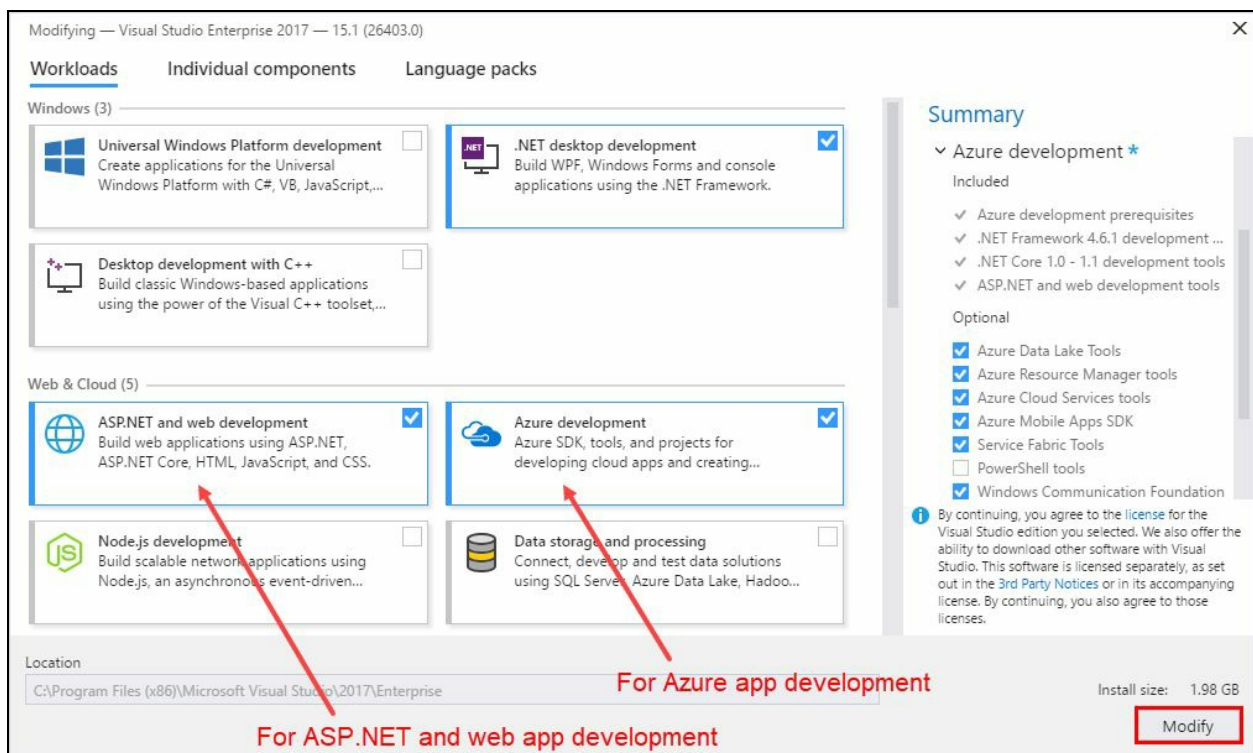 Modifying — Visual Studio Enterprise 2017 — 15.1 (26403.0)
Workloads
Individual components
Language packs
Windows (3)
Universal Windows Platform development
Create applications for the Universal
Windows Platform with C#, VB, JavaScript,...
.NET
.NET desktop development
Build WPF, Windows Forms and console
applications using the .NET Framework.
Desktop development with C++
Build classic Windows-based applications
using the power of the Visual C++ toolset,...
Web & Cloud (5)
ASP.NET and web development
Build web applications using ASP.NET,
ASP.NET Core, HTML, JavaScript, and CSS.
Azure development
Azure SDK, tools, and projects for
developing cloud apps and creating...
JS
Node.js development
Build scalable network applications using
Node.js, an asynchronous event-driven...
Data storage and processing
Connect, develop and test data solutions
using SQL Server, Azure Data Lake, Hadoo...
Summary
Azure development *
Included
Azure development prerequisites
.NET Framework 4.6.1 development ...
.NET Core 1.0 - 1.1 development tools
ASP.NET and web development tools
Optional
Azure Data Lake Tools
Azure Resource Manager tools
Azure Cloud Services tools
Azure Mobile Apps SDK
Service Fabric Tools
PowerShell tools
Windows Communication Foundation
By continuing, you agree to the license for the
Visual Studio edition you selected. We also offer the
ability to download other software with Visual
Studio. This software is licensed separately, as set
out in the 3rd Party Notices or in its accompanying
license. By continuing, you also agree to those
licenses.
Location
C:\Program Files (x86)\Microsoft Visual Studio\2017\Enterprise
For Azure app development
For ASP.NET and web app development
Install size: 1.98 GB
Modify